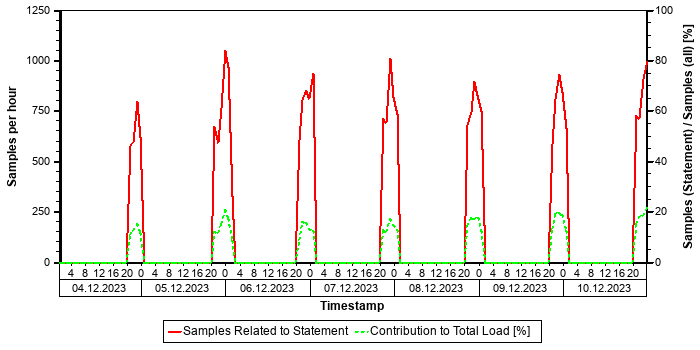 1250
1000
750
500
250
0
Samples per hour
100
80
60
40
20
0
Samples (Statement) / Samples (all) [%]
4 8 12 16 20 0 4 8 12 16 20 0 4 8 12 16 20 0 4 8 12 16 20 0 4 8 12 16 20 0 4 8 12 16 20 0 4 8 12 16 20
04.12.2023 05.12.2023 06.12.2023 07.12.2023 08.12.2023 09.12.2023 10.12.2023
Timestamp
Samples Related to Statement Contribution to Total Load [%]